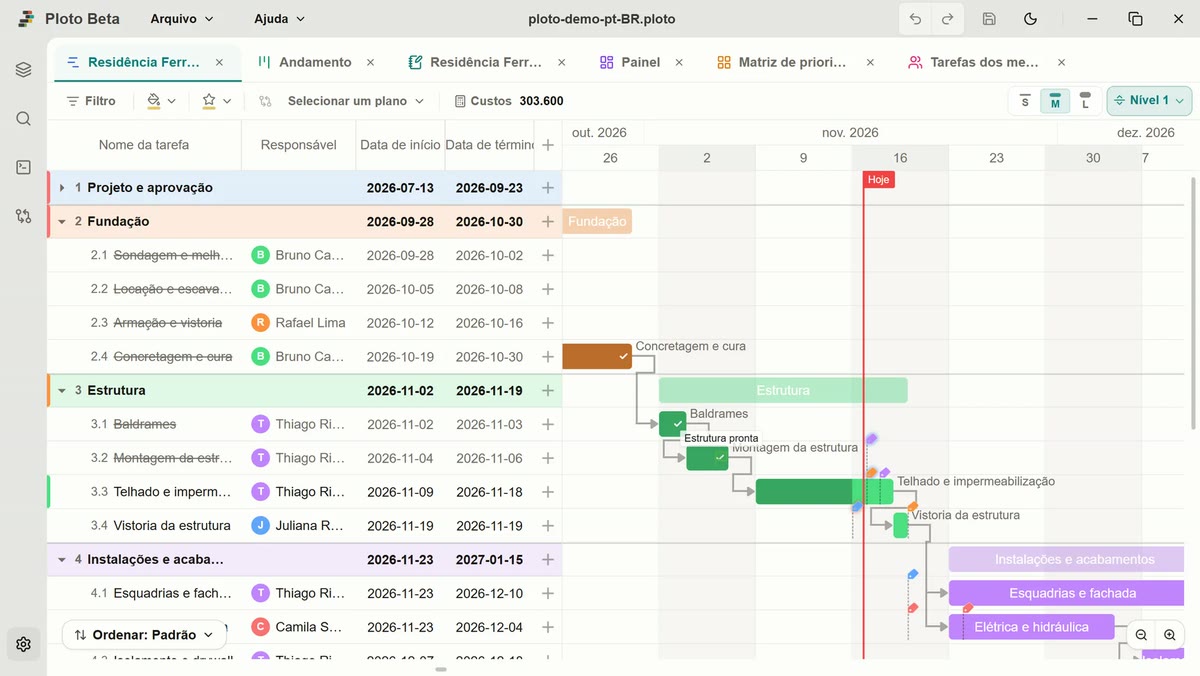 Ploto Beta
Arquivo
Ajuda
ploto-demo-pt-BR.ploto
Residência Ferr...
Andamento
Residência Ferr...
Painel
Matriz de priori...
Tarefas dos me...
Filtro
Selecionar um plano
Custos 303.600
S
M
L
Nível 1
Nome da tarefa
Responsável
Data de início
Data de términ
out. 2026
nov. 2026
dez. 2026
26
2
9
16
23
30
7
Hoje
1 Projeto e aprovação 2026-07-13 2026-09-23
2 Fundação 2026-09-28 2026-10-30
Fundação
2.1 Sondagem e melh... B Bruno Ca... 2026-09-28 2026-10-02
2.2 Locação e escava... B Bruno Ca... 2026-10-05 2026-10-08
2.3 Armação e vistoria R Rafael Lima 2026-10-12 2026-10-16
2.4 Concretagem e cura B Bruno Ca... 2026-10-19 2026-10-30
Concretagem e cura
3 Estrutura 2026-11-02 2026-11-19
Estrutura
3.1 Baldrames T Thiago Ri... 2026-11-02 2026-11-03
Baldrames
Estrutura pronta
3.2 Montagem da estr... T Thiago Ri... 2026-11-04 2026-11-06
Montagem da estrutura
3.3 Telhado e imperm... T Thiago Ri... 2026-11-09 2026-11-18
Telhado e impermeabilização
3.4 Vistoria da estrutura J Juliana R... 2026-11-19 2026-11-19
Vistoria da estrutura
4 Instalações e acaba... 2026-11-23 2027-01-15
Instalações e acabamentos
4.1 Esquadrias e fach... T Thiago Ri... 2026-11-23 2026-12-10
Esquadrias e fachada
C Camila S... 2026-11-23 2026-12-04
Elétrica e hidráulica
Ordenar: Padrão